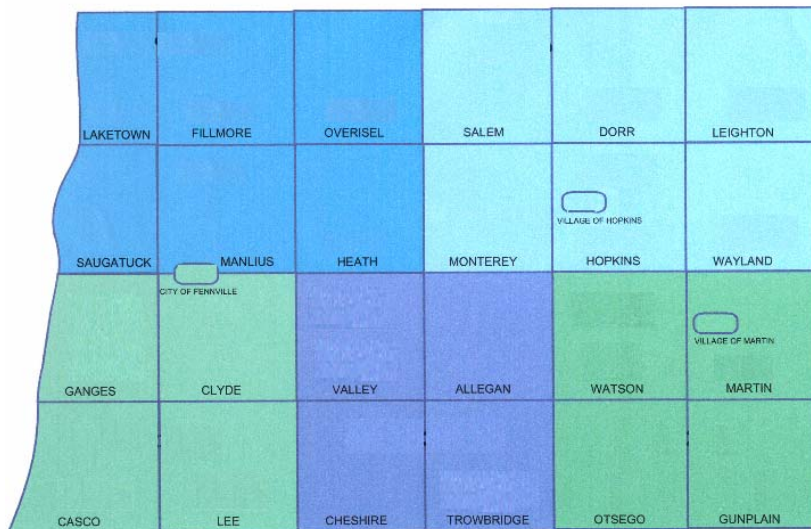 LAKETOWN
FILLMORE
OVERISEL
SALEM
DORR
LEIGHTON
VILLAGE OF HOPKINS
SAUGATUCK
MANLIUS
HEATH
MONTEREY
HOPKINS
WAYLAND
CITY OF FENNVILLE
VILLAGE OF MARTIN
GANGES
CLYDE
VALLEY
ALLEGAN
WATSON
MARTIN
CASCO
LEE
CHESHIRE
TROWBRIDGE
OTSEGO
GUNPLAIN